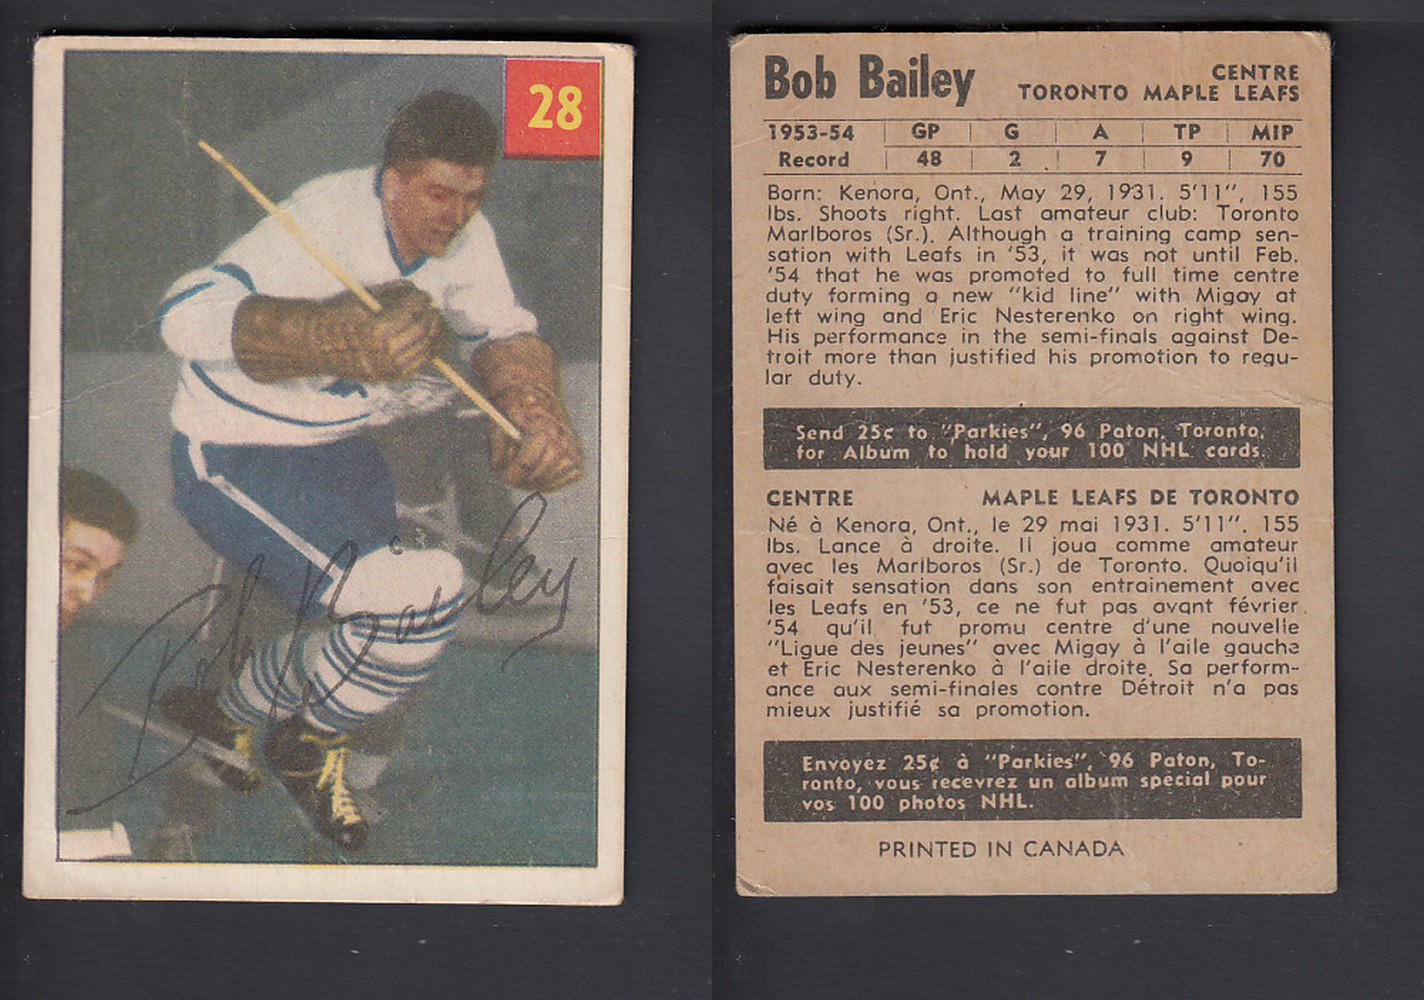 28
Bob Bailey
Bob Bailey
CENTRE
TORONTO MAPLE LEAFS
1953-54 GP G A TP MIP
Record 48 2 7 9 70
Born: Kenora, Ont., May 29, 1931. 5'11", 155
lbs. Shoots right. Last amateur club: Toronto
Marlboros (Sr.). Although a training camp sen-
sation with Leafs in '53, it was not until Feb.
'54 that he was promoted to full time centre
duty forming a new "kid line" with Migay at
left wing and Eric Nesterenko on right wing.
His performance in the semi-finals against De-
troit more than justified his promotion to regu-
lar duty.
Send 25¢ to "Parkies", 96 Paton, Toronto,
for Album to hold your 100 NHL cards.
CENTRE MAPLE LEAFS DE TORONTO
Né à Kenora, Ont., le 29 mai 1931. 5'11". 155
lbs. Lance à droite. Il joua comme amateur
avec les Marlboros (Sr.) de Toronto. Quoiqu'il
faisait sensation dans son entrainement avec
les Leafs en '53, ce ne fut pas avant février
'54 qu'il fut promu centre d'une nouvelle
"Ligue des jeunes" avec Migay à l'aile gauche
et Eric Nesterenko à l'aile droite. Sa perform-
ance aux semi-finales contre Détroit n'a pas
mieux justifié sa promotion.
Envoyez 25¢ à "Parkies", 96 Paton, To-
ronto, vous recevrez un album spécial pour
vos 100 photos NHL.
PRINTED IN CANADA